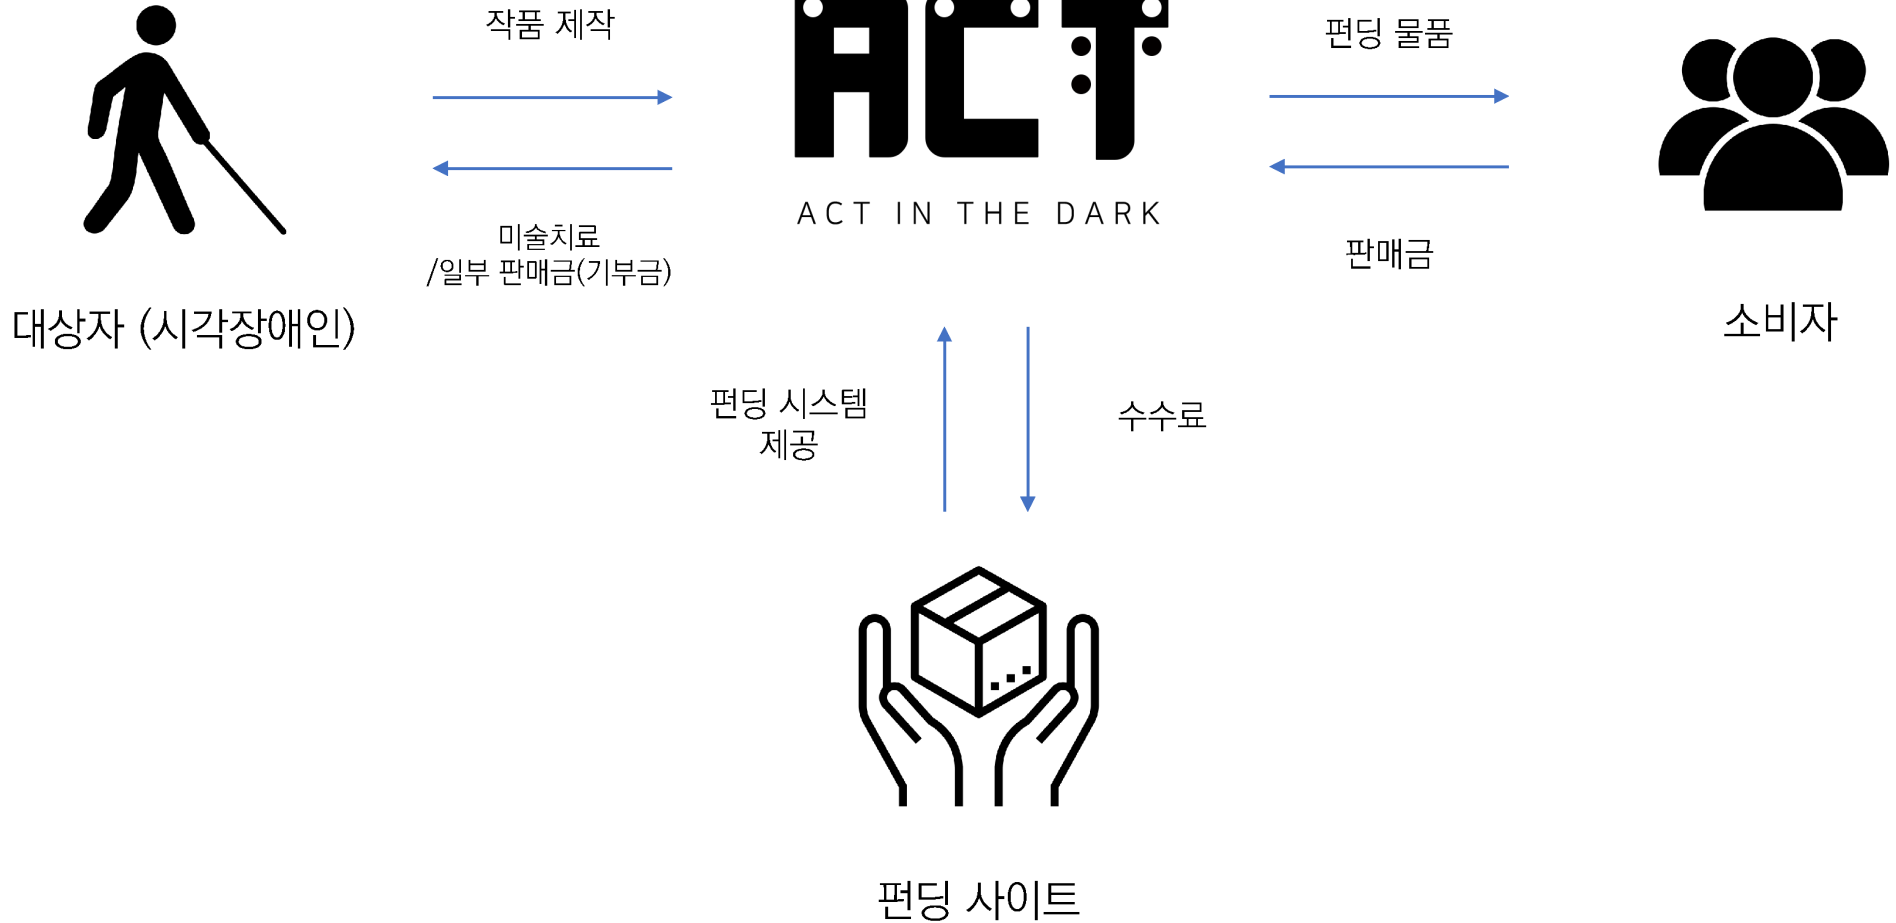 작품 제작
ACT
펀딩 물품
ACT IN THE DARK
미술치료
/일부 판매금(기부금)
판매금
대상자 (시각장애인)
소비자
펀딩 시스템
제공
수수료
펀딩 사이트